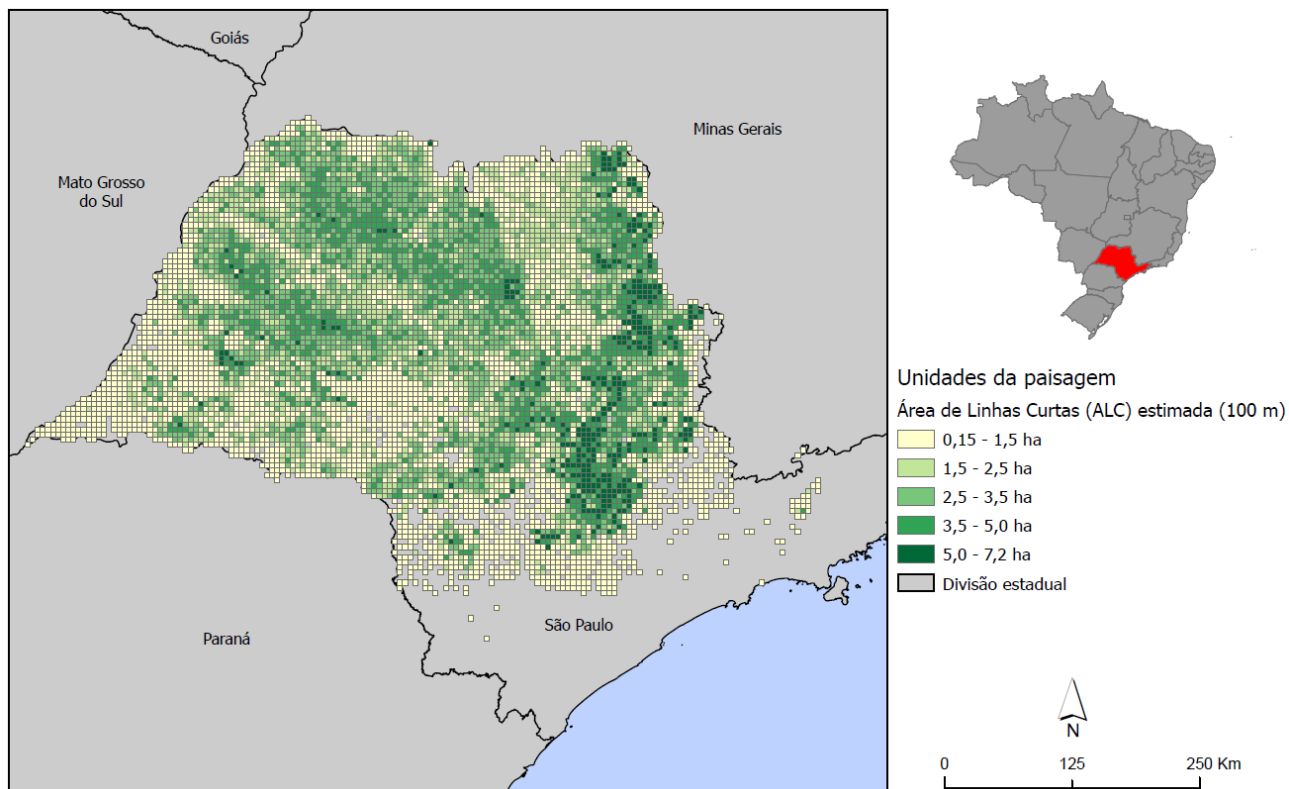 Goiás
Minas Gerais
Mato Grosso
do Sul
Paraná
São Paulo
Unidades da paisagem
Área de Linhas Curtas (ALC) estimada (100 m)
0,15 - 1,5 ha
1,5 - 2,5 ha
2,5 - 3,5 ha
3,5 - 5,0 ha
5,0 - 7,2 ha
Divisão estadual
N
0 125 250 Km